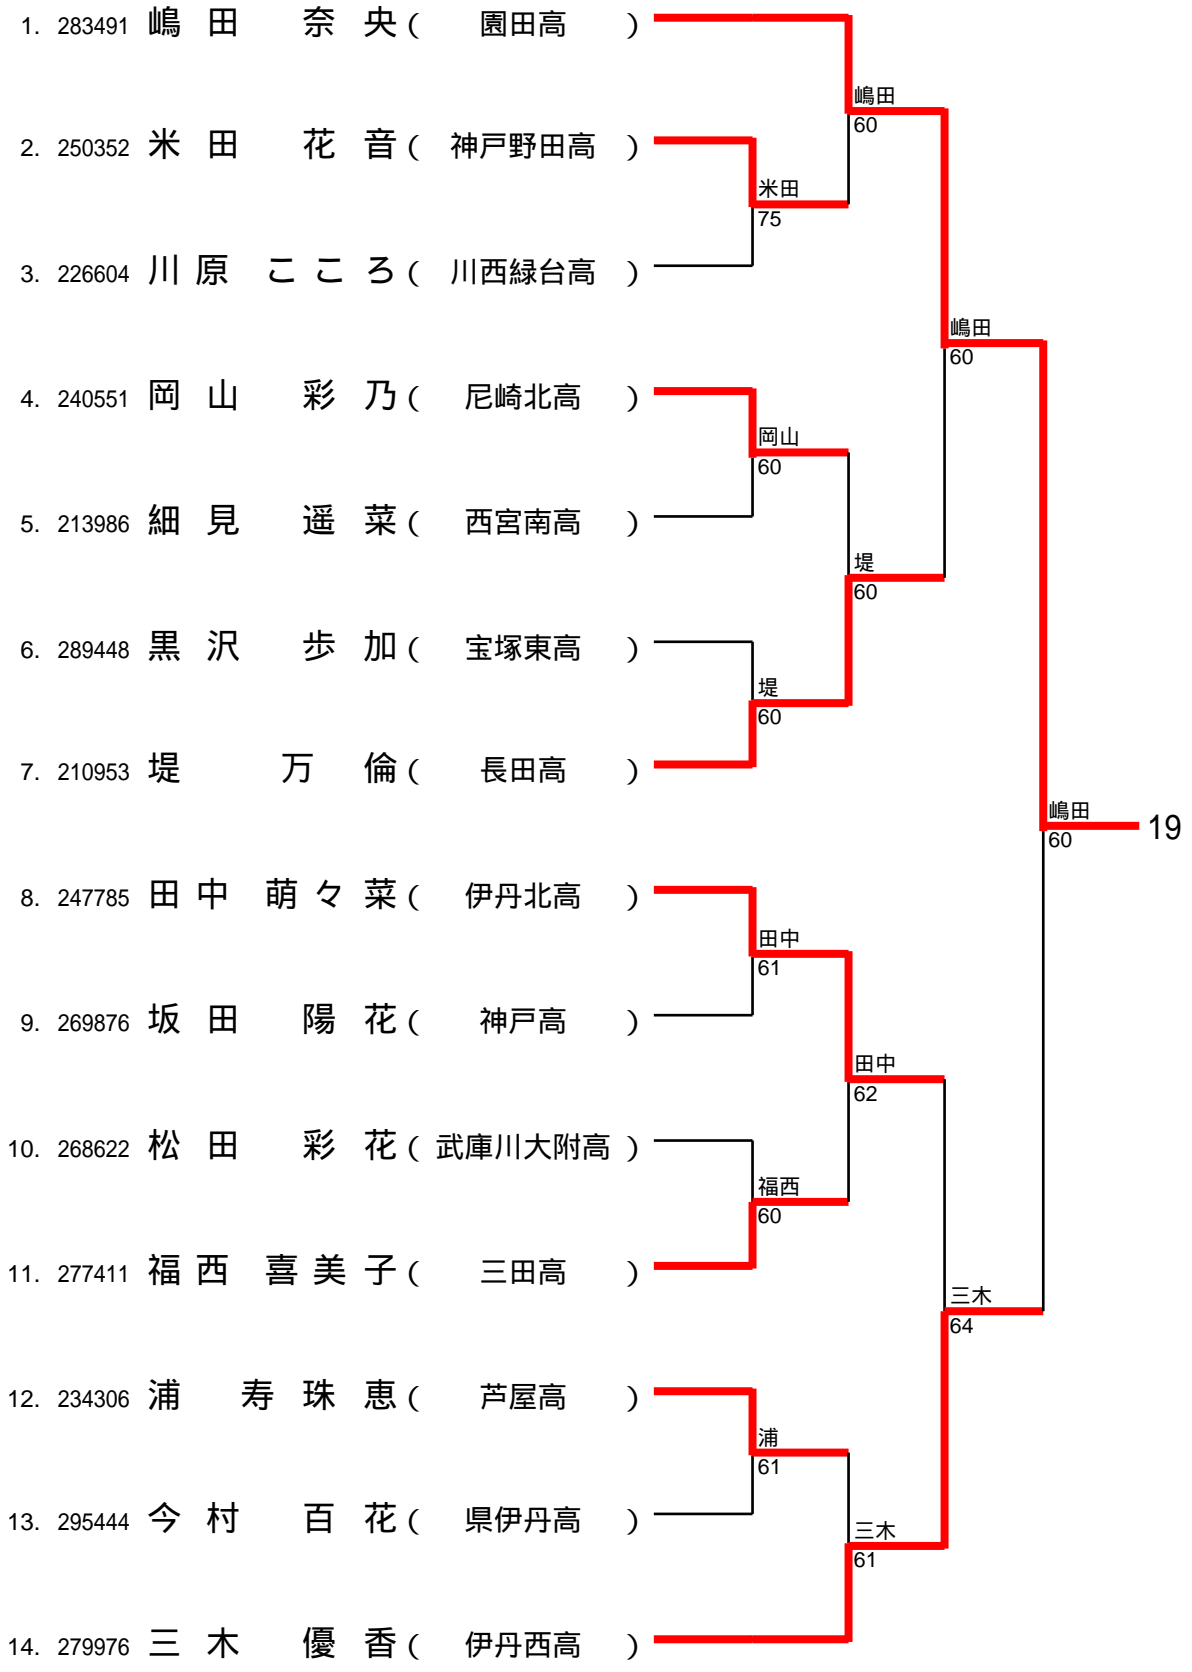 1. 283491 嶋田 奈央 ( 園田高 )
嶋田
60
2. 250352 米田 花音 ( 神戸野田高 )
米田
75
3. 226604 川原 こころ ( 川西緑台高 )
嶋田
60
4. 240551 岡山 彩乃 ( 尼崎北高 )
岡山
60
5. 213986 細見 遥菜 ( 西宮南高 )
堤
60
6. 289448 黒沢 歩加 ( 宝塚東高 )
堤
60
7. 210953 堤 万倫 ( 長田高 )
嶋田
60
19
8. 247785 田中 萌々菜 ( 伊丹北高 )
田中
61
9. 269876 坂田 陽花 ( 神戸高 )
田中
62
10. 268622 松田 彩花 ( 武庫川大附高 )
福西
60
11. 277411 福西 喜美子 ( 三田高 )
三木
64
12. 234306 浦 寿珠恵 ( 芦屋高 )
浦
61
13. 295444 今村 百花 ( 県伊丹高 )
三木
61
14. 279976 三木 優香 ( 伊丹西高 )